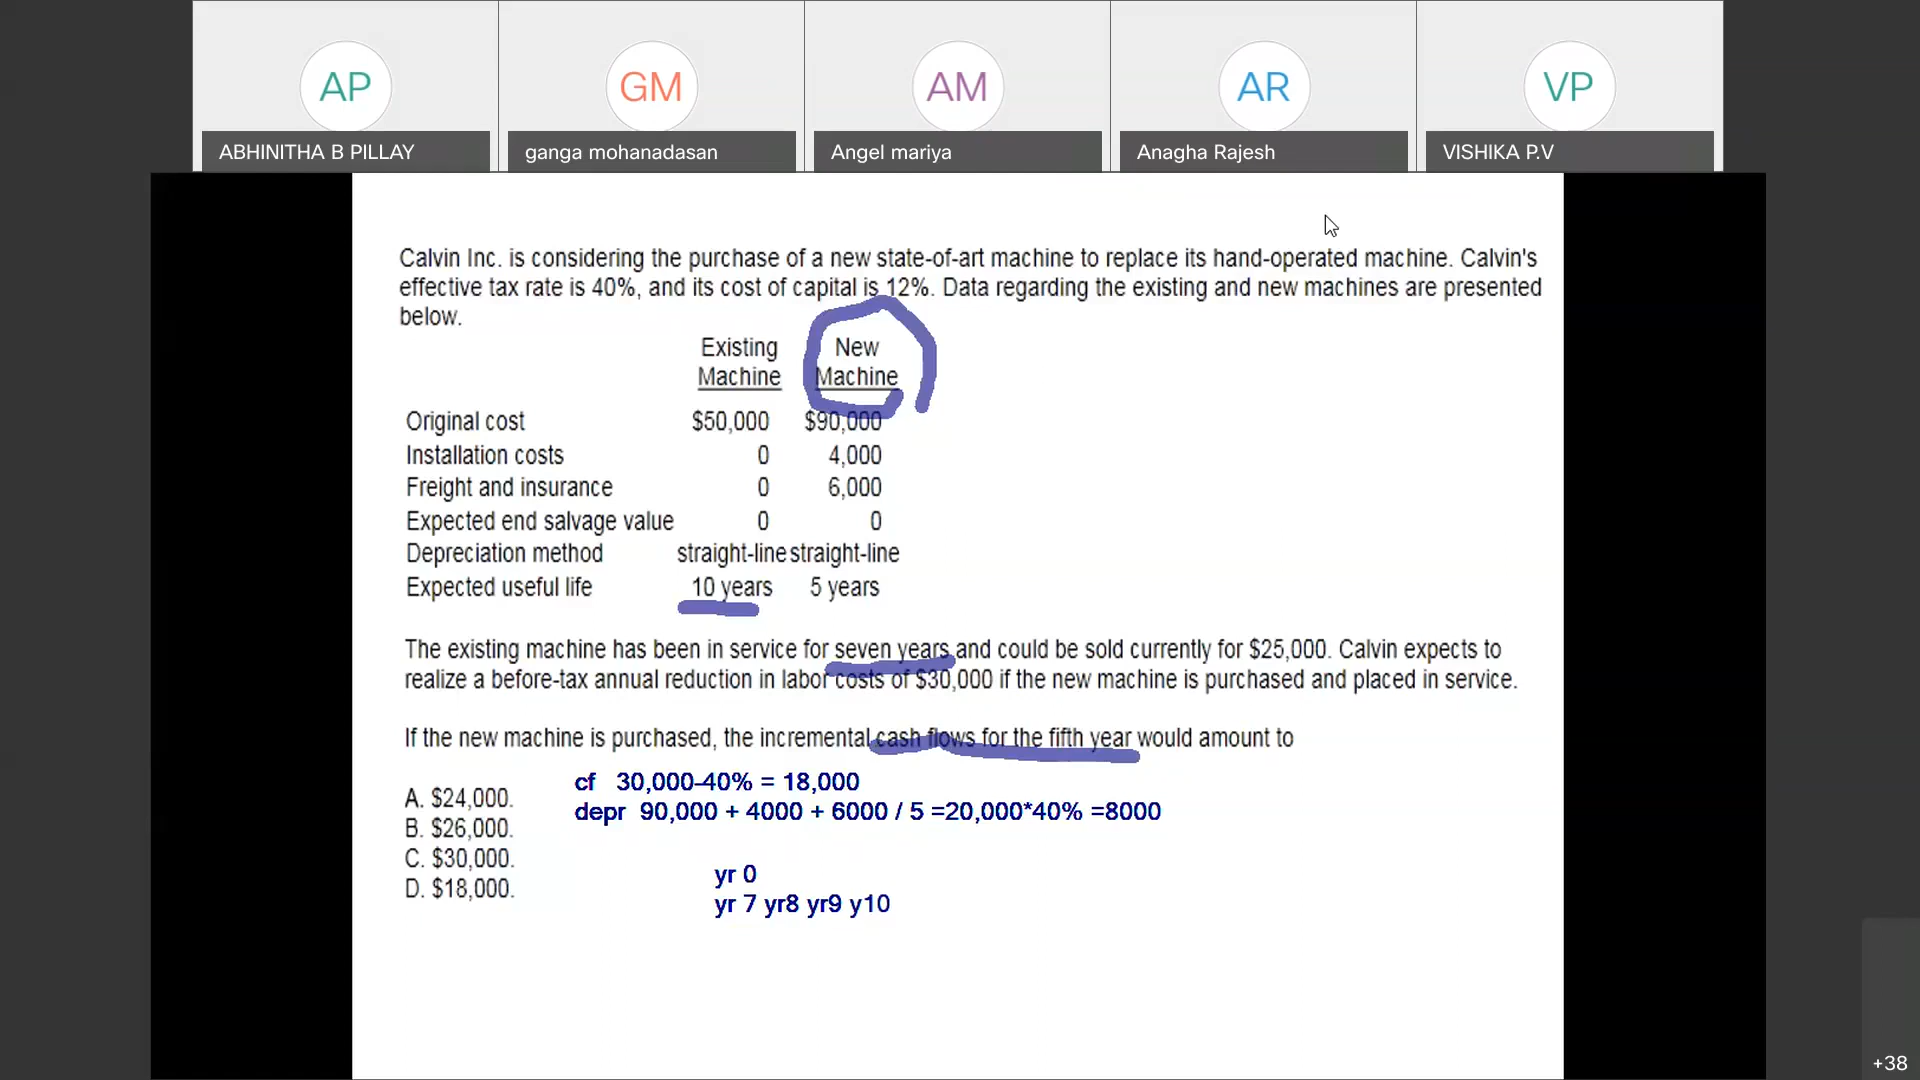 AP GM AM AR VP
ABHINITHA B PILLAY ganga mohanadasan Angel mariya Anagha Rajesh VISHIKA P.V
Calvin Inc. is considering the purchase of a new state-of-art machine to replace its hand-operated machine. Calvin's
effective tax rate is 40%, and its cost of capital is 12%. Data regarding the existing and new machines are presented
below.
Existing New
Machine Machine
Original cost $50,000 $90,000
Installation costs 0 4,000
Freight and insurance 0 6,000
Expected end salvage value 0 0
Depreciation method straight-line straight-line
Expected useful life 10 years 5 years
The existing machine has been in service for seven years and could be sold currently for $25,000. Calvin expects to
realize a before-tax annual reduction in labor costs of $30,000 if the new machine is purchased and placed in service.
If the new machine is purchased, the incremental cash flows for the fifth year would amount to
cf 30,000-40% = 18,000
A. $24,000.
depr 90,000 + 4000 + 6000 / 5 =20,000*40% =8000
B. $26,000.
C. $30,000.
yr 0
D. $18,000.
yr 7 yr8 yr9 y10
+38